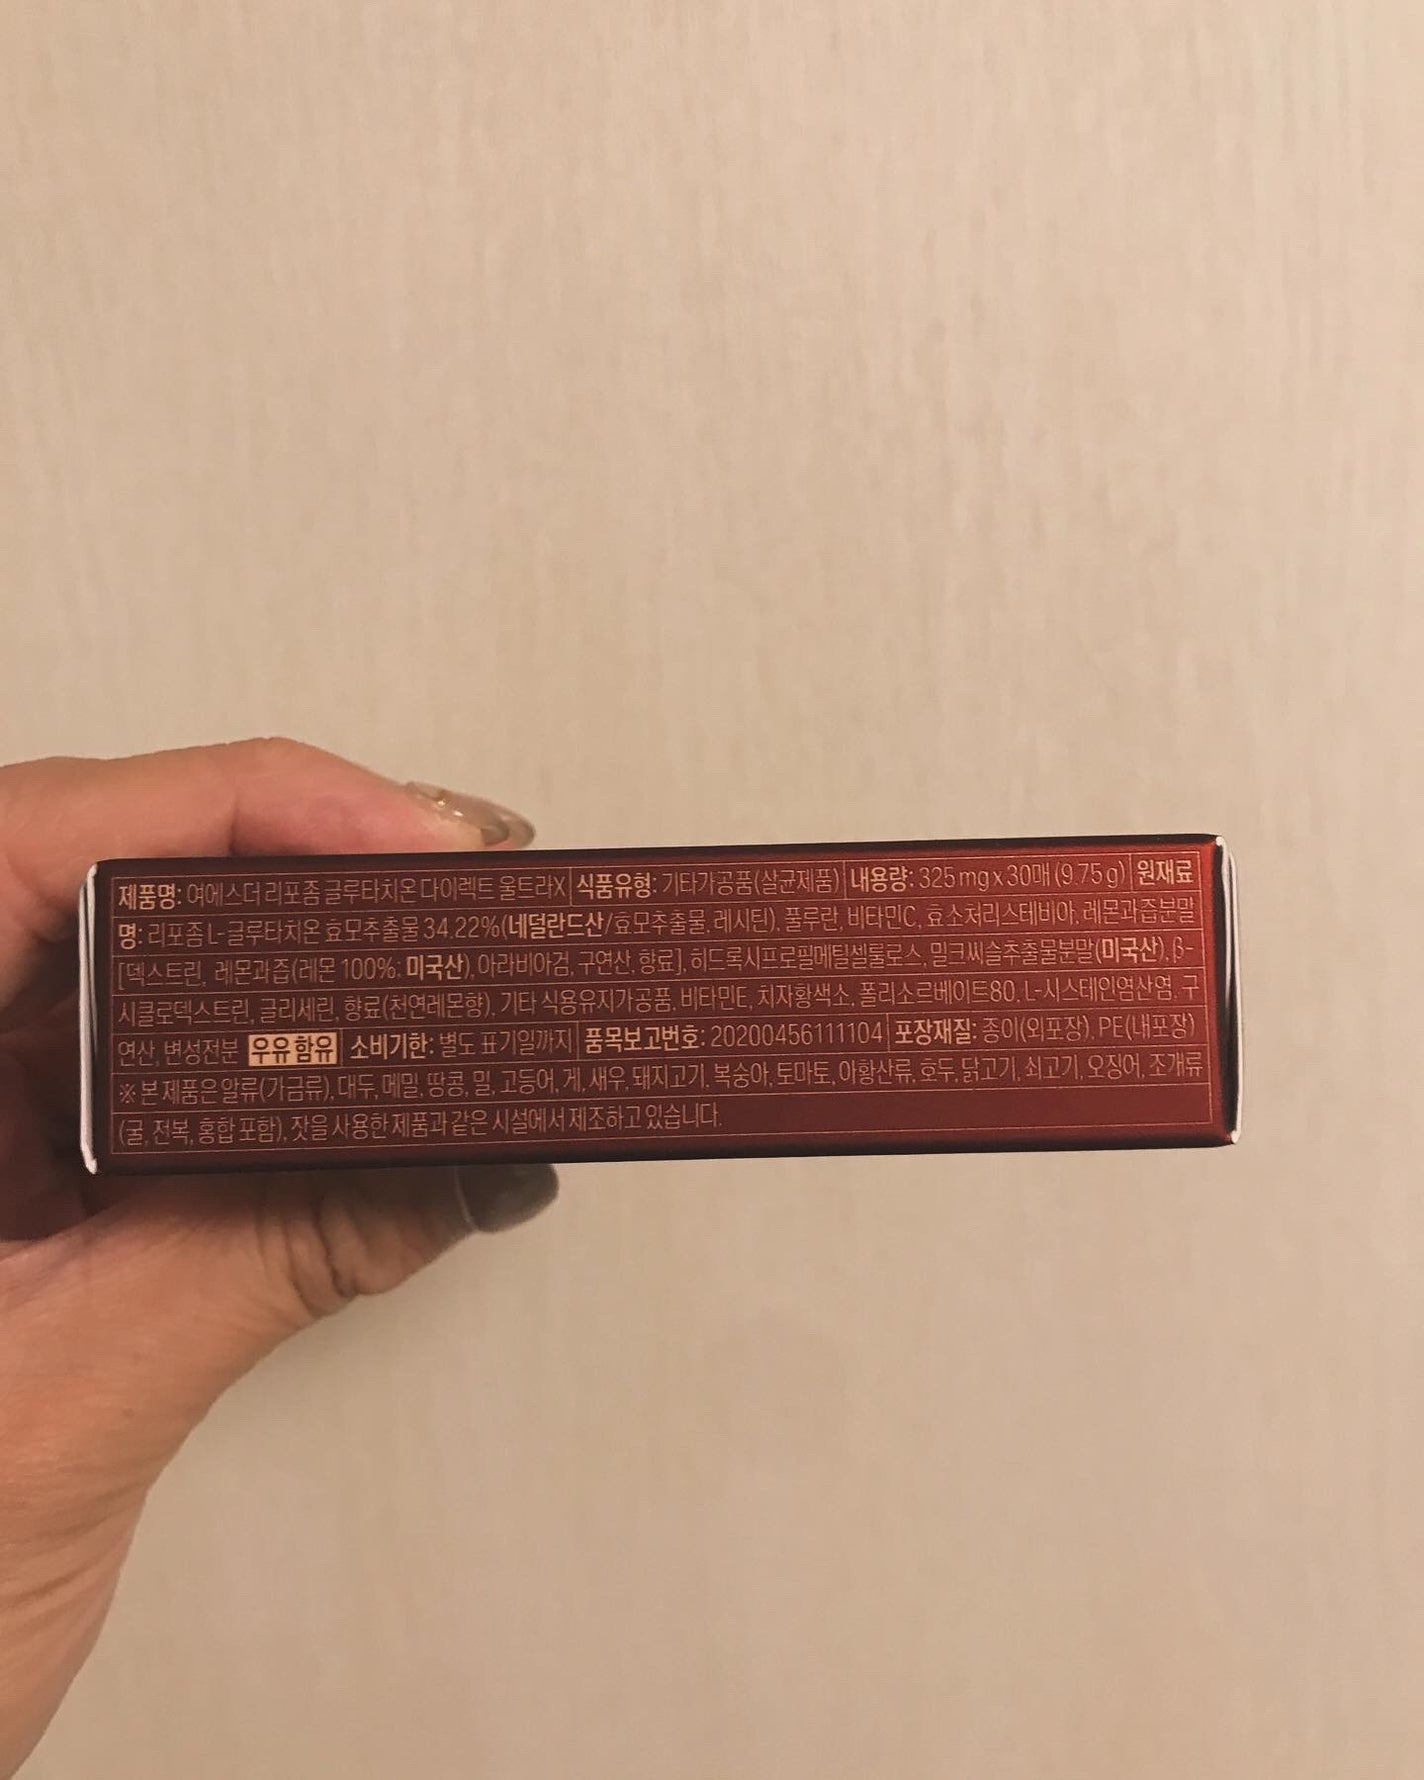 제품명: 여에스더 리포좀 글루타치온 다이렉트 울트라X 식품유형: 기타가공품(살균제품) 내용량: 325 mg x 30매 (9.75 g) 원재료
명: 리포좀 L-글루타치온 효모추출물 34.22%(네덜란드산/효모추출물, 레시틴), 풀루란, 비타민C, 효소처리스테비아, 레몬과즙분말
[덱스트린, 레몬과즙(레몬 100%: 미국산), 아라비아검, 구연산, 향료], 히드록시프로필메틸셀룰로스, 밀크씨슬추출물분말(미국산), β-
시클로덱스트린, 글리세린, 향료(천연레몬향), 기타 식용유지가공품, 비타민E, 치자황색소, 폴리소르베이트80, L-시스테인염산염, 구
연산, 변성전분 우유 함유 소비기한: 별도 표기일까지 품목보고번호: 20200456111104 포장재질: 종이(외포장), PE(내포장)
※ 본 제품은 알류(가금류), 대두, 메밀, 땅콩, 밀, 고등어, 게, 새우, 돼지고기, 복숭아, 토마토, 아황산류, 호두, 닭고기, 쇠고기, 오징어, 조개류
(굴, 전복, 홍합 포함), 잣을 사용한 제품과 같은 시설에서 제조하고 있습니다.